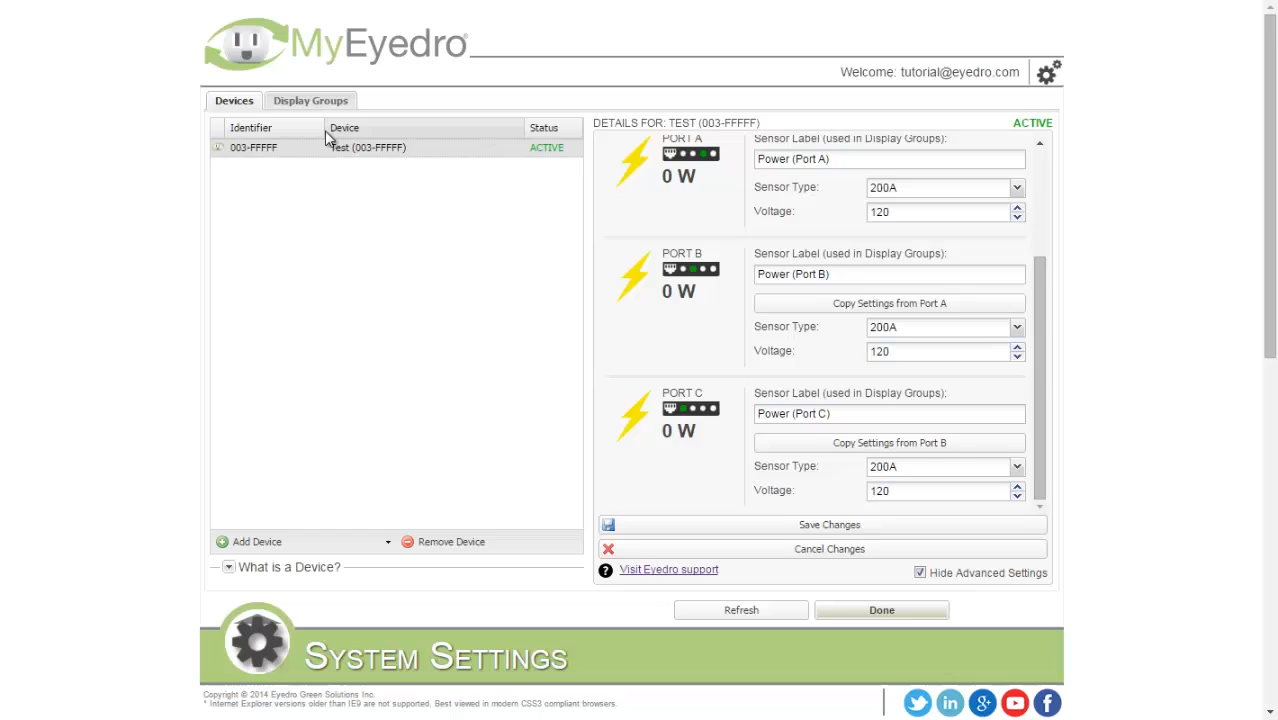 MyEyedro®
Welcome: tutorial@eyedro.com
Devices
Display Groups
Identifier
Device
Status
003-FFFFF
Test (003-FFFFF)
ACTIVE
Add Device
Remove Device
What is a Device?
DETAILS FOR: TEST (003-FFFFF)
ACTIVE
PORT A
0 W
Sensor Label (used in Display Groups):
Power (Port A)
Sensor Type:
200A
Voltage:
120
PORT B
0 W
Sensor Label (used in Display Groups):
Power (Port B)
Copy Settings from Port A
Sensor Type:
200A
Voltage:
120
PORT C
0 W
Sensor Label (used in Display Groups):
Power (Port C)
Copy Settings from Port B
Sensor Type:
200A
Voltage:
120
Save Changes
Cancel Changes
Visit Eyedro support
Hide Advanced Settings
Refresh
Done
SYSTEM SETTINGS
Copyright © 2014 Eyedro Green Solutions Inc.
* Internet Explorer versions older than IE9 are not supported. Best viewed in modern CSS3 compliant browsers.